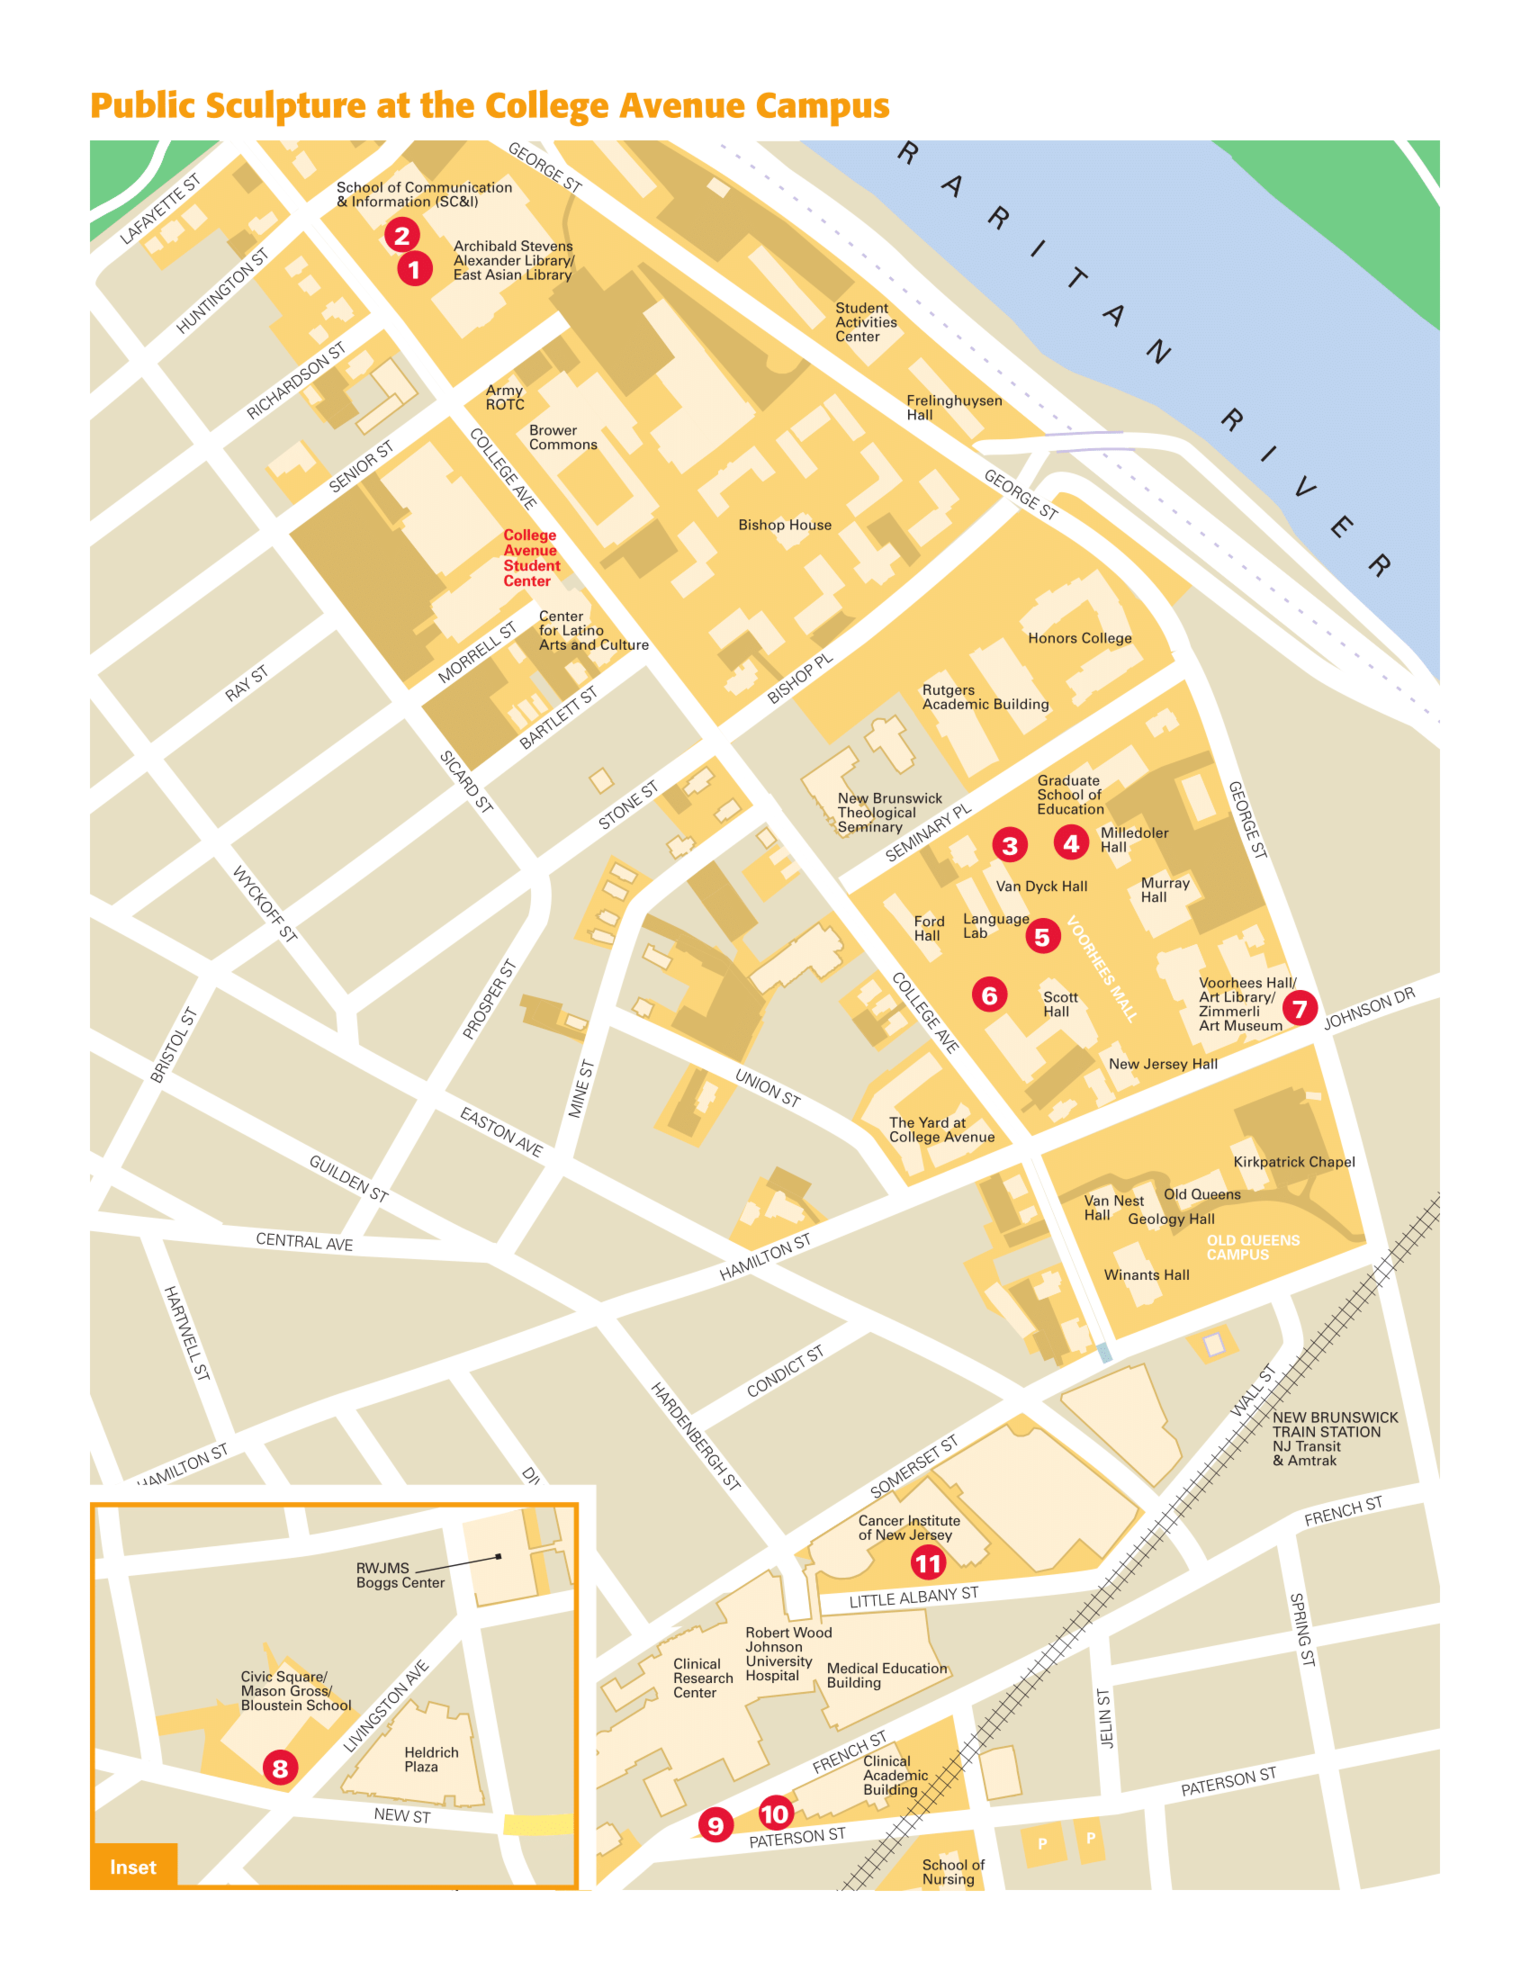 Public Sculpture at the College Avenue Campus
GEORGE ST
RARITAN RIVER
LAFAYETTE ST
School of Communication
& Information (SC&I)
2
1
Archibald Stevens
Alexander Library/
East Asian Library
HUNTINGTON ST
Student
Activities
Center
RICHARDSON ST
Army
ROTC
Frelinghuysen
Hall
Brower
Commons
COLLEGE AVE
SENIOR ST
GEORGE ST
Bishop House
College
Avenue
Student
Center
Center
for Latino
Arts and Culture
MORRELL ST
Honors College
RAY ST
BISHOP PL
Rutgers
Academic Building
BARTLETT ST
SICARD ST
Graduate
School of
Education
New Brunswick
Theological
Seminary
STONE ST
SEMINARY PL
GEORGE ST
3
4
Milledoler
Hall
Van Dyck Hall
Murray
Hall
WYCKOFF ST
Ford
Hall
Language
Lab
5
VOORHEES MALL
6
Scott
Hall
Voorhees Hall/
Art Library/
Zimmerli
Art Museum
7
JOHNSON DR
PROSPER ST
COLLEGE AVE
BRISTOL ST
New Jersey Hall
MINE ST
UNION ST
EASTON AVE
The Yard at
College Avenue
Kirkpatrick Chapel
GUILDEN ST
Van Nest
Hall
Old Queens
Geology Hall
CENTRAL AVE
HAMILTON ST
OLD QUEENS
CAMPUS
Winants Hall
HARTWELL ST
CONDICT ST
WALL ST
HARDENBERGH ST
NEW BRUNSWICK
TRAIN STATION
NJ Transit
& Amtrak
HAMILTON ST
SOMERSET ST
FRENCH ST
Cancer Institute
of New Jersey
11
LITTLE ALBANY ST
RWJMS
Boggs Center
SPRING ST
Robert Wood
Johnson
University
Hospital
Clinical
Research
Center
Medical Education
Building
Civic Square/
Mason Gross/
Bloustein School
LIVINGSTON AVE
8
Heldrich
Plaza
NEW ST
Inset
JELIN ST
FRENCH ST
Clinical
Academic
Building
PATERSON ST
9
10
PATERSON ST
P
P
School of
Nursing